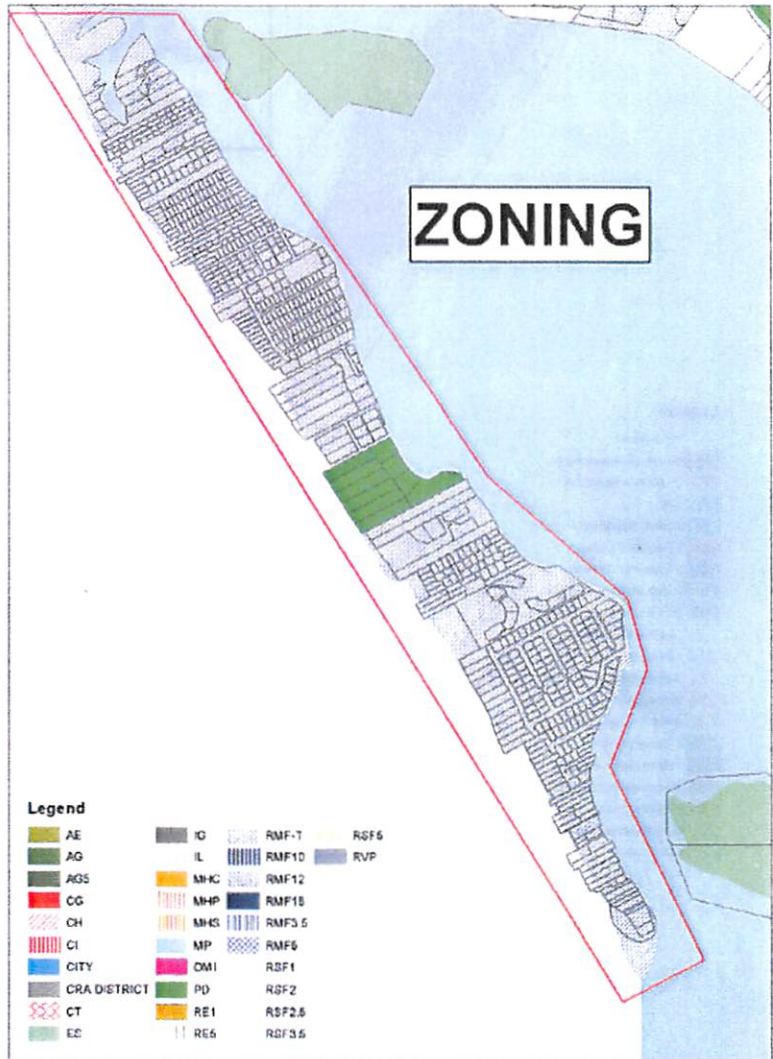 ZONING
Legend
AE
AG
AG5
CG
CH
CI
CITY
CRA DISTRICT
CT
ES
IG
IL
MHC
MHP
MHS
MP
OMI
PD
RE1
RE5
RMF-T
RMF10
RMF12
RMF15
RMF3.5
RMF6
RSF1
RSF2
RSF2.5
RSF3.5
RSF5
RVP